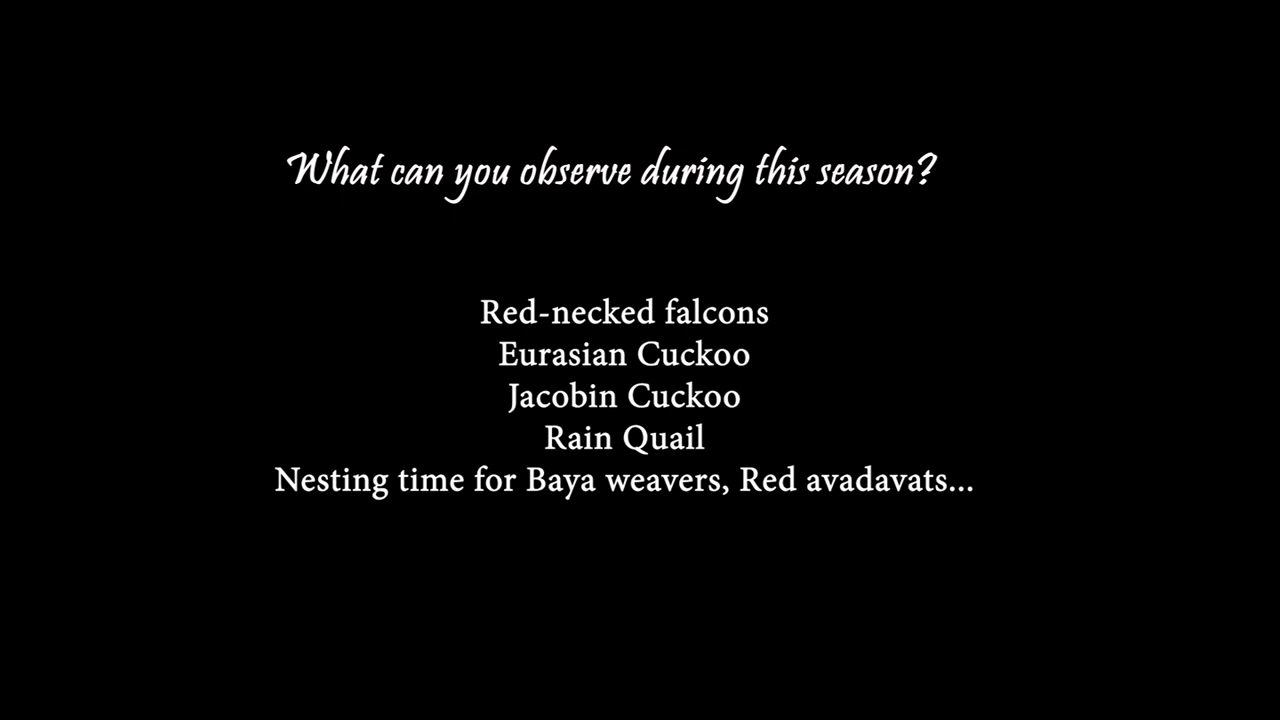 What can you observe during this season?
Red-necked falcons
Eurasian Cuckoo
Jacobin Cuckoo
Rain Quail
Nesting time for Baya weavers, Red avadavats...